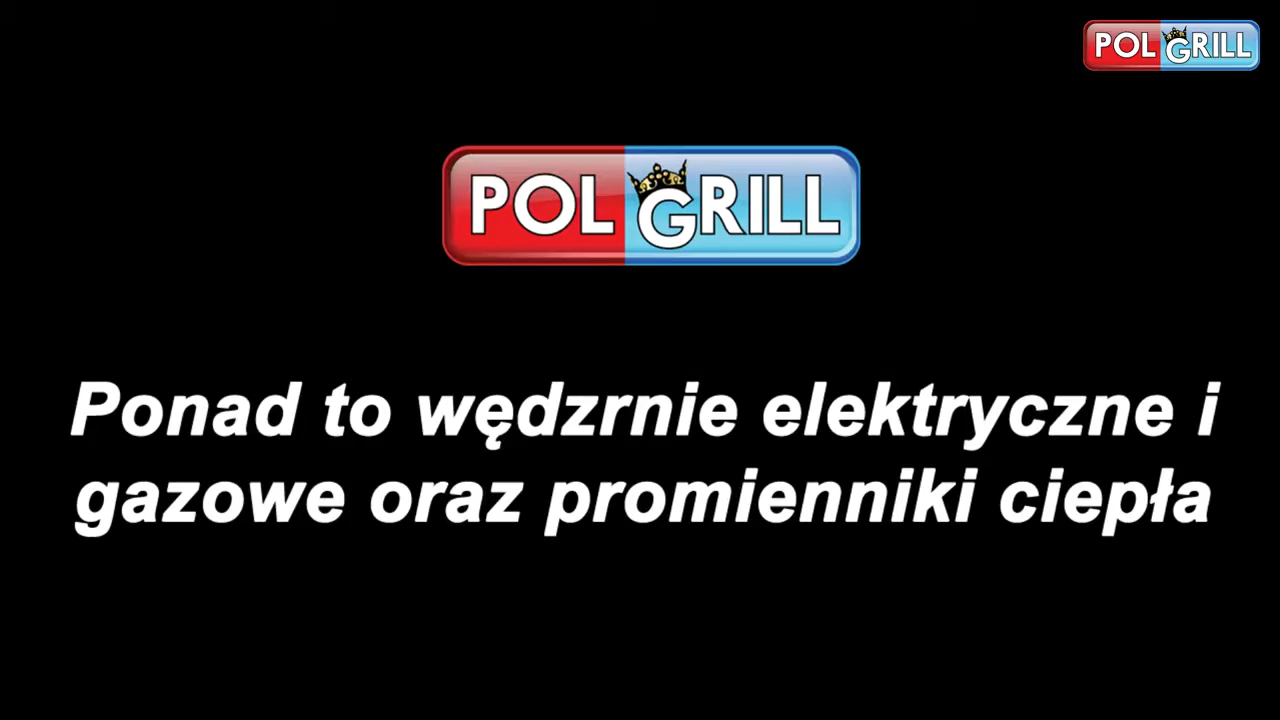 POL GRILL
POL GRILL
Ponad to wędzrnie elektryczne i
gazowe oraz promienniki ciepła